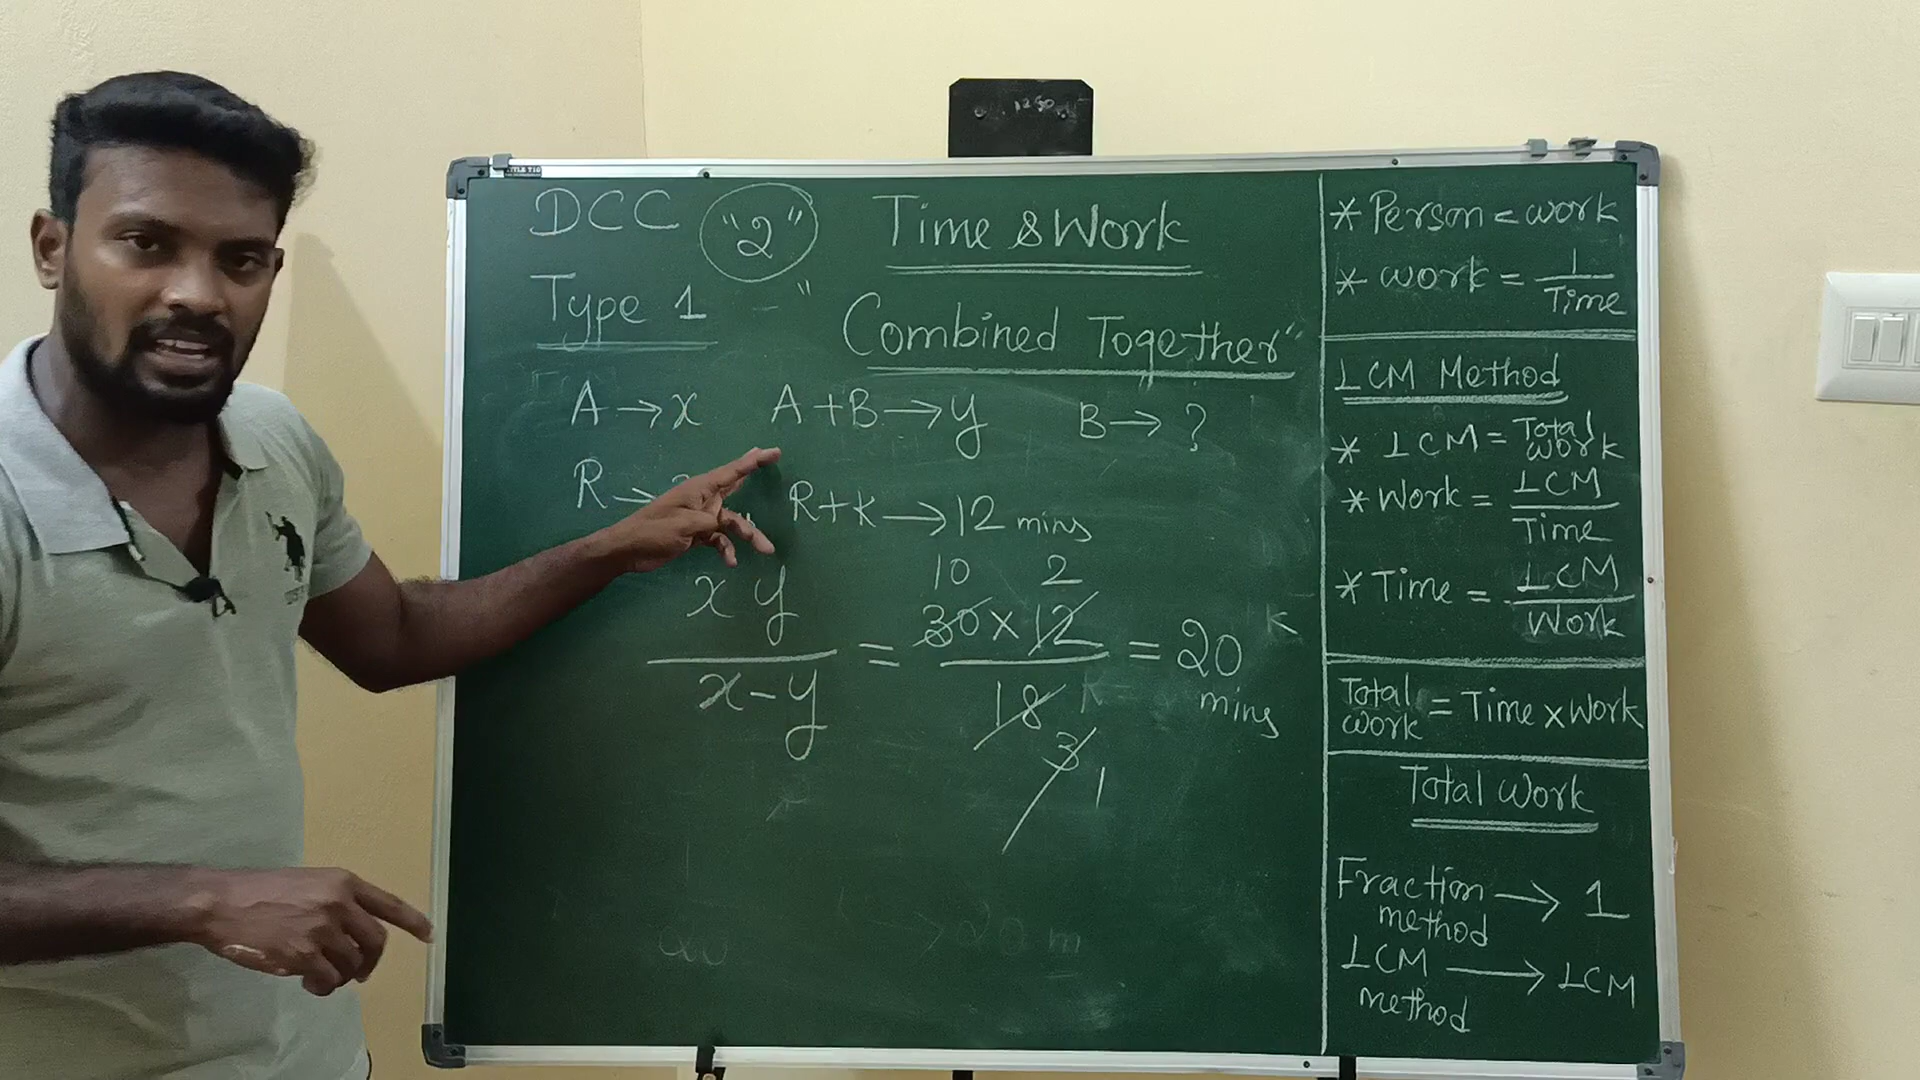 DCC "2" Time & Work
Type 1 - "Combined Together"
A → x A+B → y B → ?
R → R+K → 12 mins
xy
x-y
=
10 2
30 x 12
18
3
1
= 20
mins
K
* Person = work
* work = 1
Time
LCM Method
* LCM = Total
work
* Work = LCM
Time
* Time = LCM
Work
Total
work = Time x work
Total Work
Fraction
method → 1
LCM
method → LCM
→ 20 m